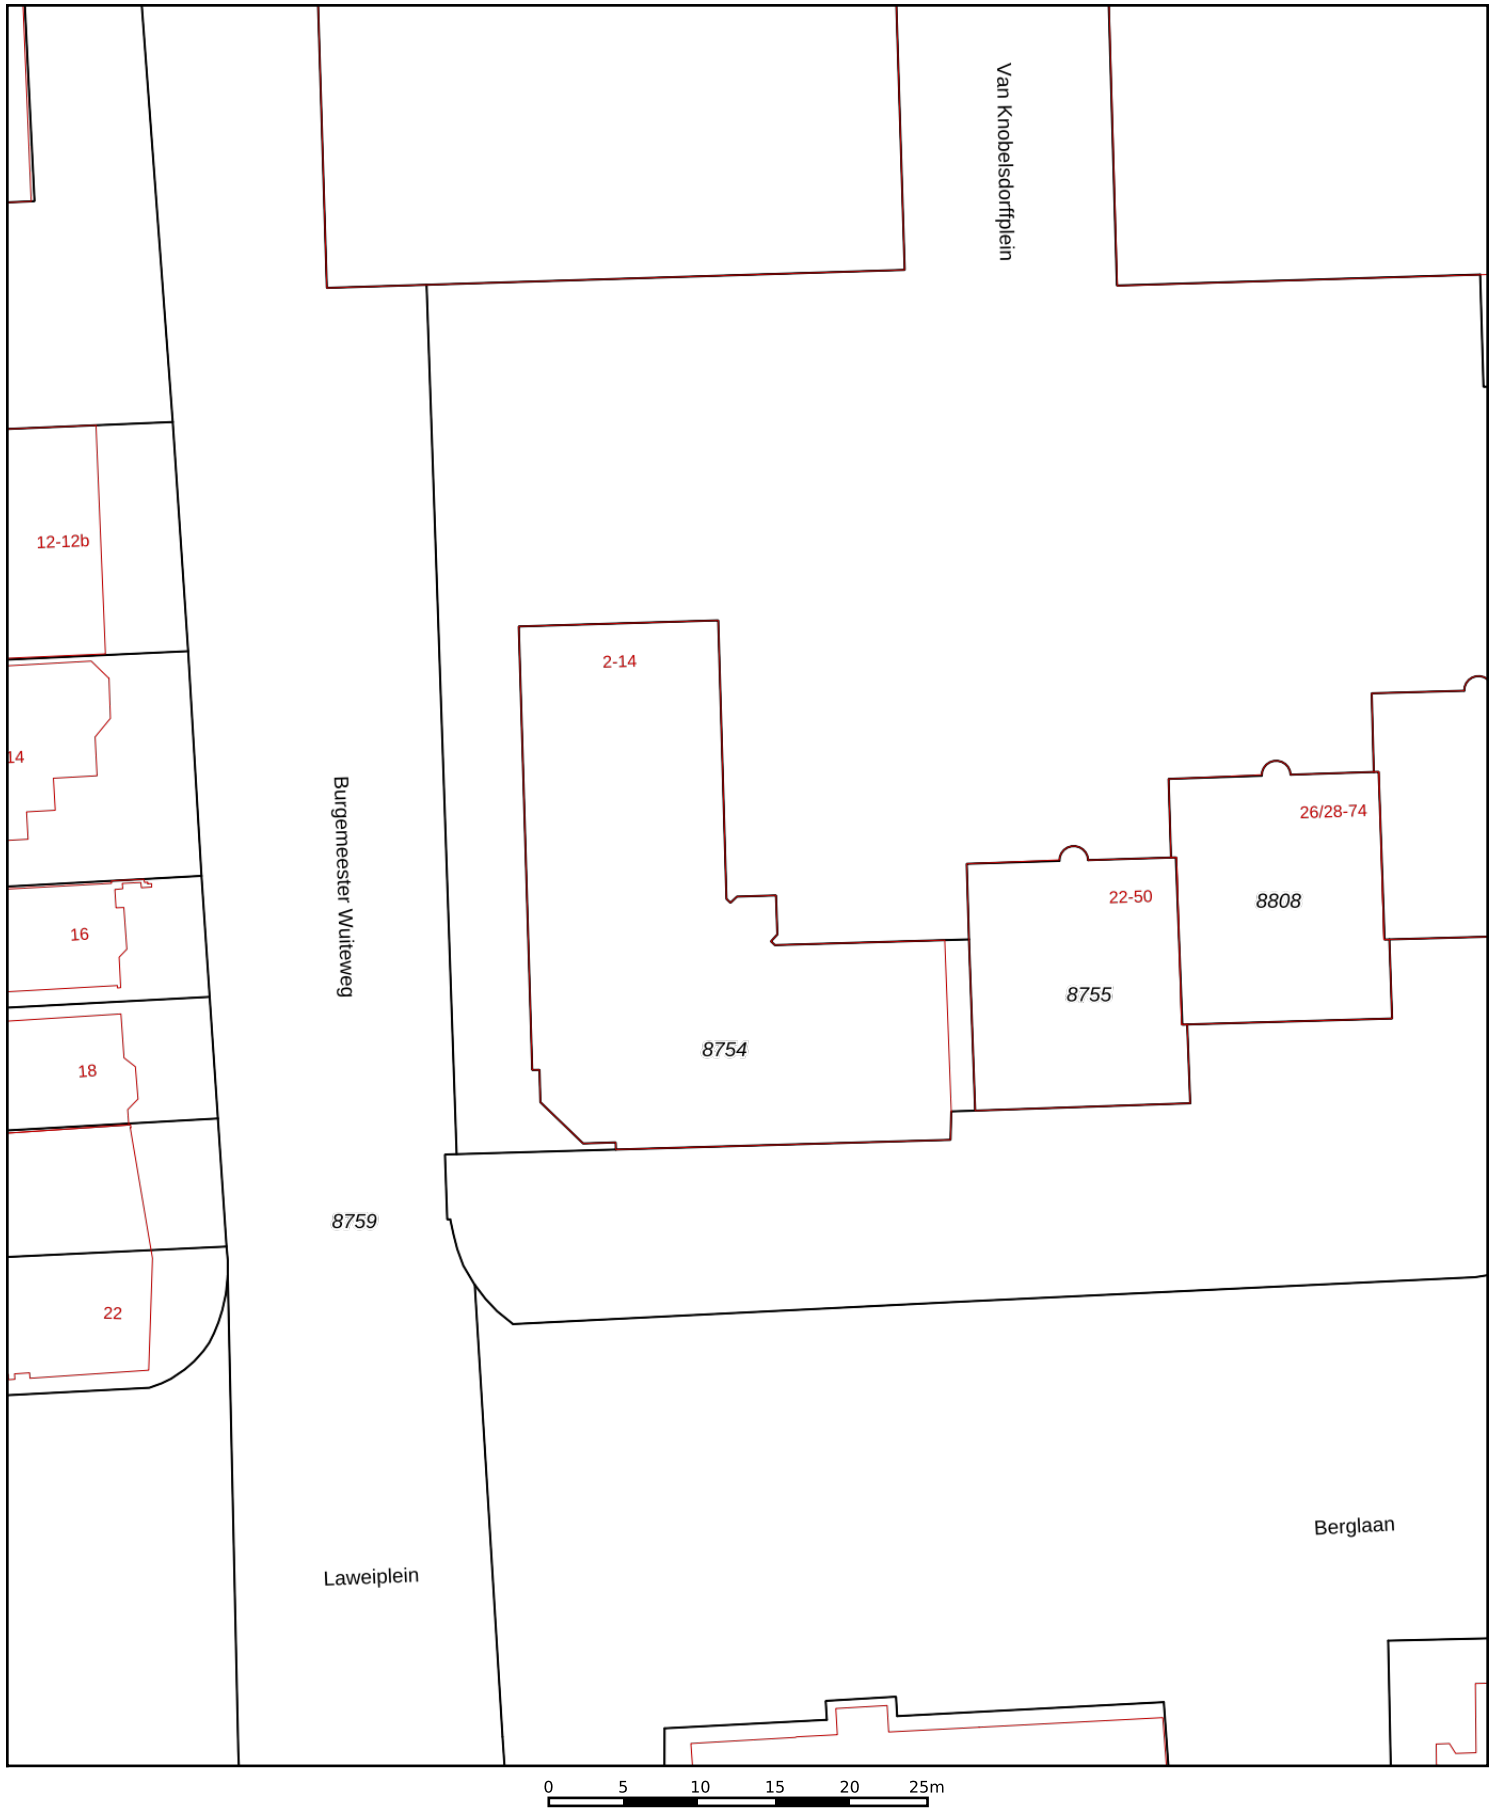 Van Knobelsdorffplein
12-12b
2-14
14
Burgemeester Wuiteweg
26/28-74
22-50
8808
16
8755
8754
18
8759
22
Berglaan
Laweiplein
0 5 10 15 20 25m